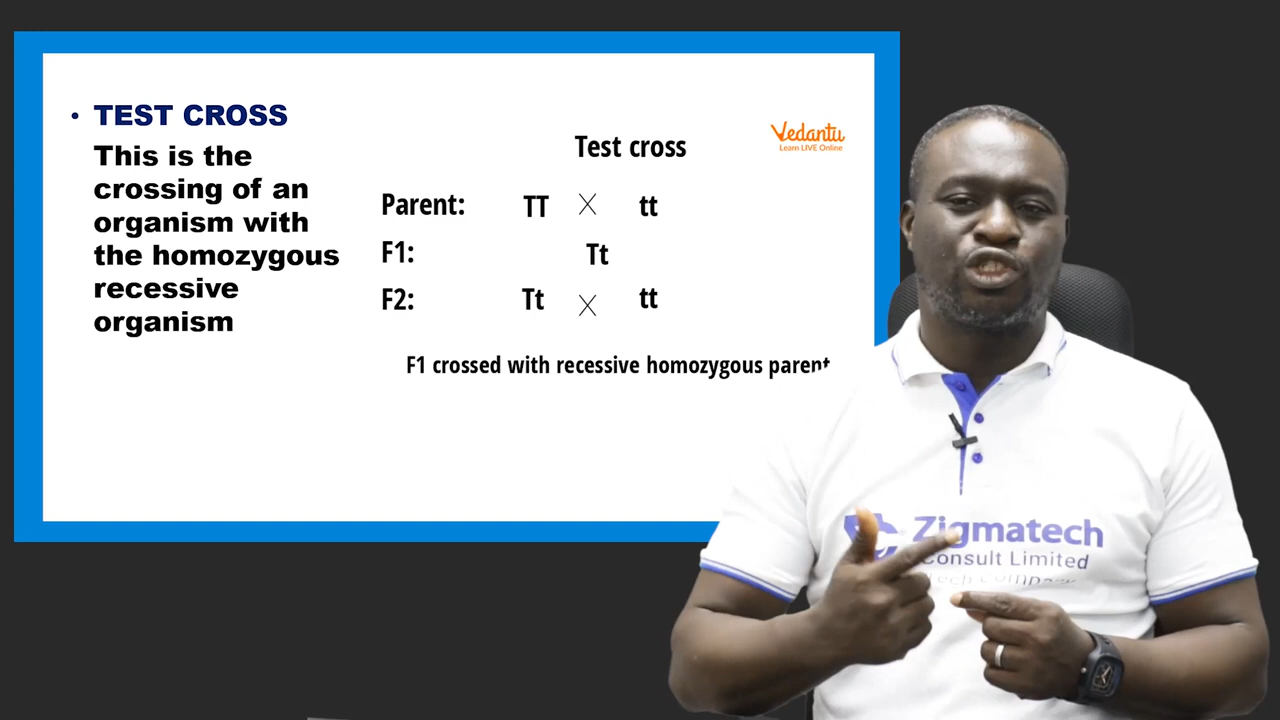 • TEST CROSS
This is the
crossing of an
organism with
the homozygous
recessive
organism
Vedantu
Learn LIVE Online
Test cross
Parent: TT X tt
F1: Tt
F2: Tt X tt
F1 crossed with recessive homozygous parent
Zigmatech
Consult Limited